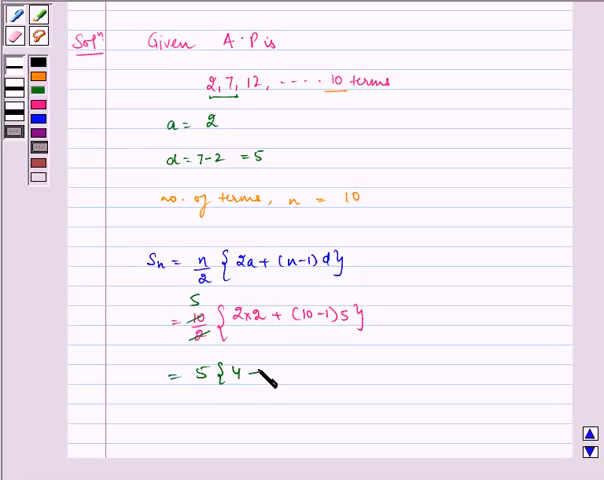 Solⁿ Given A.P is
2, 7, 12, ..... 10 terms
a = 2
d = 7-2 = 5
no. of terms, n = 10
Sn = n/2 {2a + (n-1)d}
5
= 10/2 {2×2 + (10-1)5}
= 5{4 -